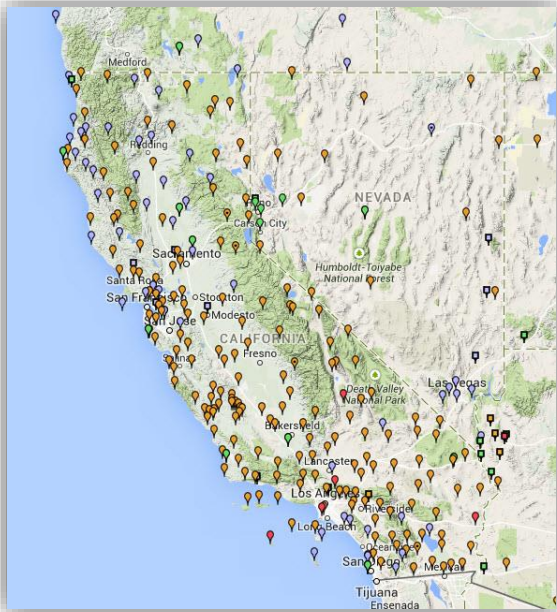 Medford
Redding
NEVADA
Carson City
Sacramento
Humboldt-Toiyabe
National Forest
Santa Rosa
San Francisco
Stockton
Modesto
San Jose
CALIFORNIA
Fresno
Death Valley
National Park
Las Vegas
Bakersfield
Lancaster
Los Angeles
Riverside
Long Beach
Oceanside
San Diego
Tijuana
Ensenada